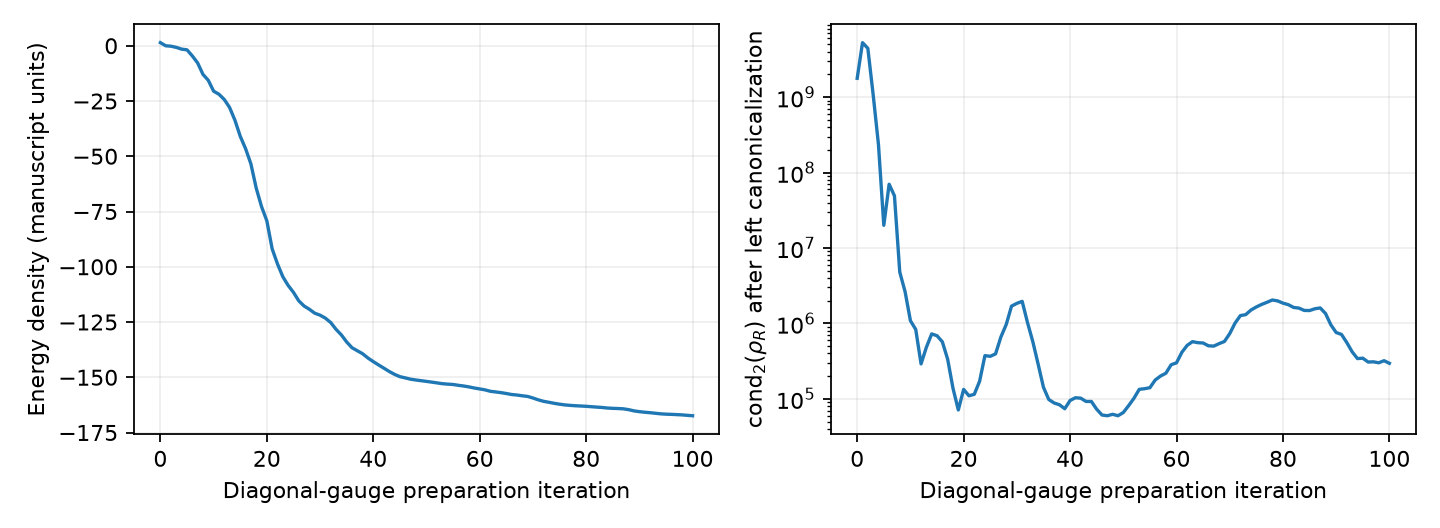 Energy density (manuscript units)
0
−25
−50
−75
−100
−125
−150
−175
0 20 40 60 80 100
Diagonal-gauge preparation iteration
cond₂(ρ_R) after left canonicalization
10⁹
10⁸
10⁷
10⁶
10⁵
0 20 40 60 80 100
Diagonal-gauge preparation iteration